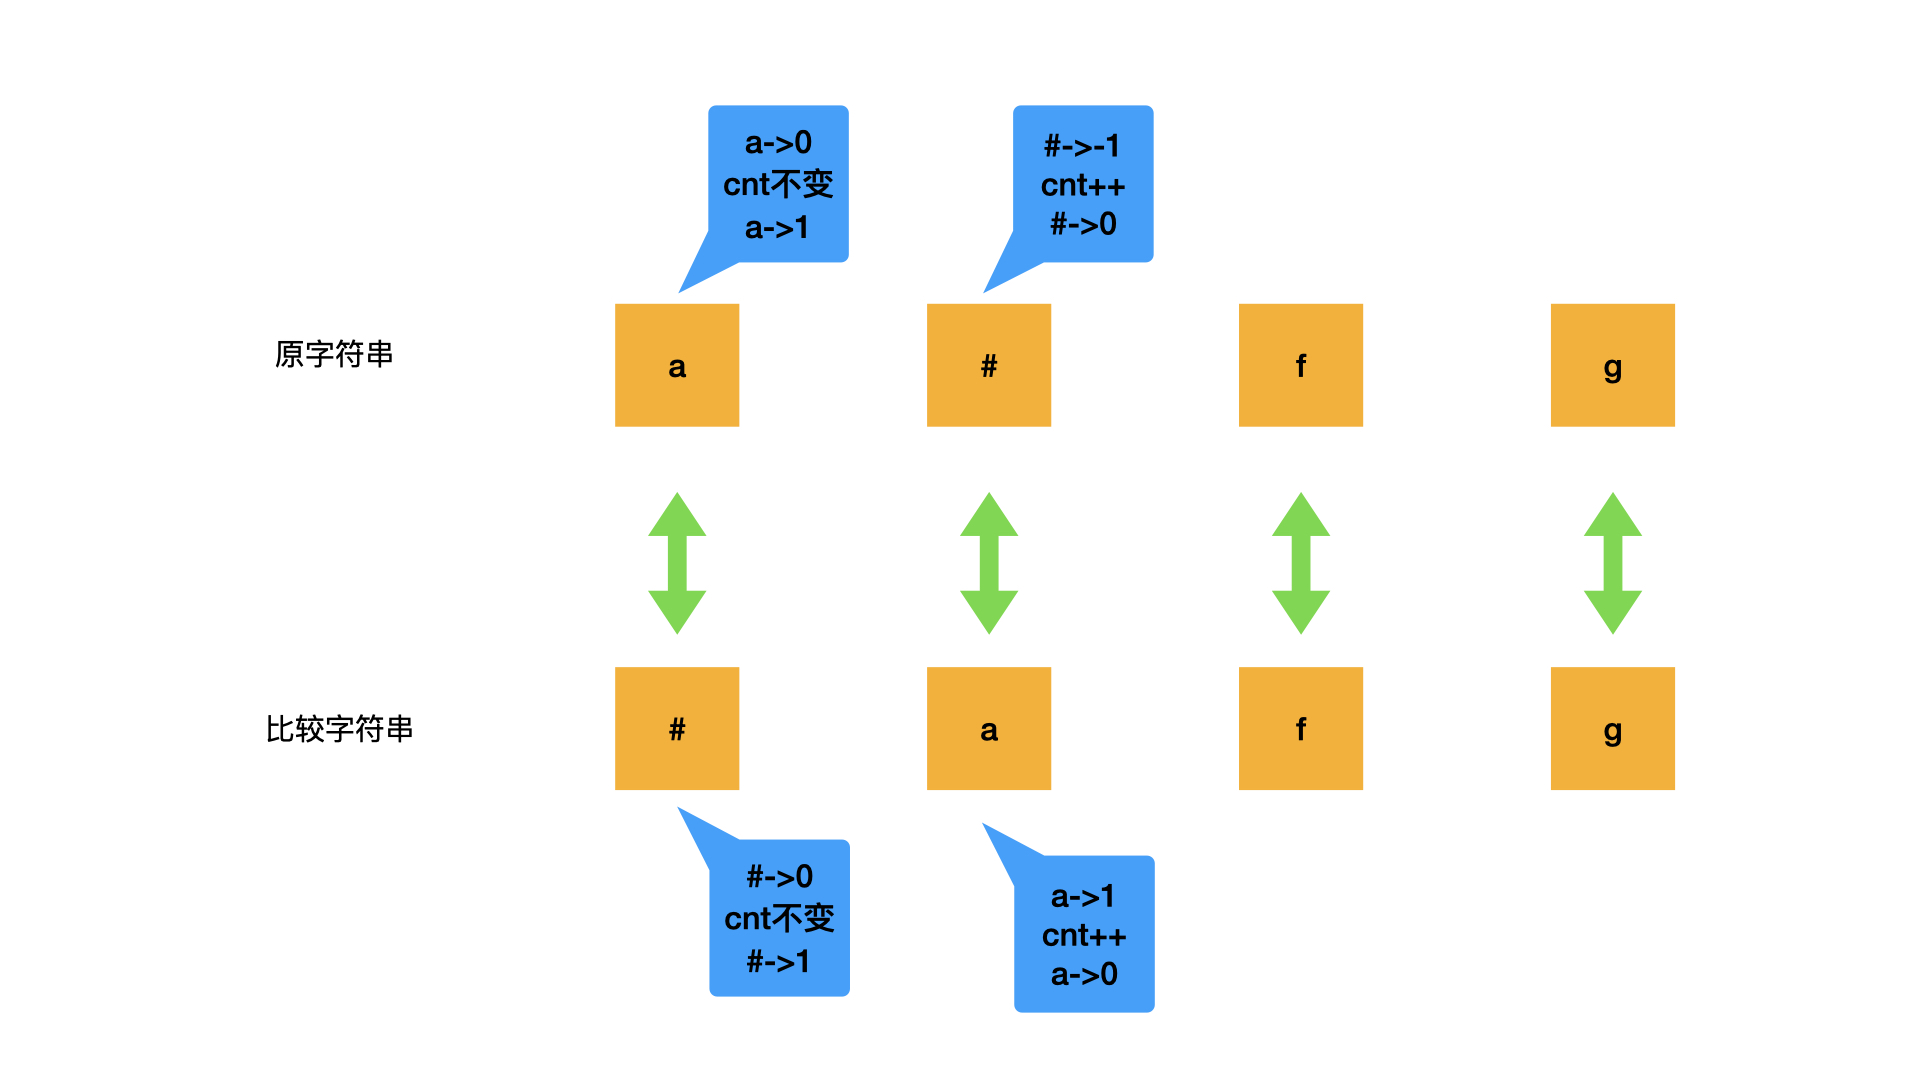 a->0
cnt不变
a->1
#->-1
cnt++
#->0
原字符串
a
#
f
g
比较字符串
#
a
f
g
#->0
cnt不变
#->1
a->1
cnt++
a->0